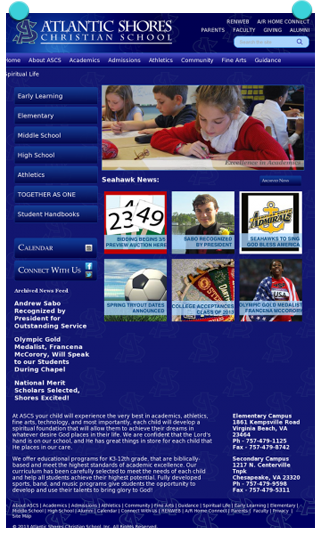 ATLANTIC SHORES
CHRISTIAN SCHOOL
RENWEB A/R HOME CONNECT
PARENTS FACULTY GIVING ALUMNI
Home About ASCS Academics Admissions Athletics Community Fine Arts Guidance
Spiritual Life
Early Learning
Elementary
Middle School
High School
Athletics
TOGETHER AS ONE
Student Handbooks
CALENDAR
CONNECT WITH US
Excellence in Academics
Seahawk News:
Archive News
BIDDING BEGINS 3/5
PREVIEW AUCTION HERE
SABO RECOGNIZED
BY PRESIDENT
SEAHAWKS TO SING
GOD BLESS AMERICA
SPRING TRYOUT DATES
ANNOUNCED
COLLEGE ACCEPTANCES
CLASS OF 2013
OLYMPIC GOLD MEDALIST
FRANCENA MCCORORY
Archived News Feed
Andrew Sabo
Recognized by
President for
Outstanding Service
Olympic Gold
Medalist, Francena
McCorory, Will Speak
to our Students
During Chapel
National Merit
Scholars Selected,
Shores Excited!
At ASCS your child will experience the very best in academics, athletics,
fine arts, technology, and most importantly, each child will develop a
spiritual foundation that will allow them to achieve their dreams in
whatever desire God places in their life. We are confident that the Lord's
hand is on our school, and He has great things in store for each child that
He places in our care.
We offer educational programs for K3-12th grade, that are biblically-
based and meet the highest standards of academic excellence. Our
curriculum has been carefully selected to meet the needs of each child
and help all students achieve their highest potential. Fully developed
sports, band, and music programs give students the opportunity to
develop and use their talents to bring glory to God!
Elementary Campus
1861 Kempsville Road
Virginia Beach, VA
23464
Ph - 757-479-1125
Fax - 757-479-8742
Secondary Campus
1217 N. Centerville
Tnpk
Chesapeake, VA 23320
Ph - 757-479-9598
Fax - 757-479-5311
About ASCS | Academics | Admissions | Athletics | Community | Fine Arts | Guidance | Spiritual Life | Early Learning | Elementary |
Middle School | High School | Alumni | Calendar | Connect With Us | RENWEB | A/R Home Connect | Parents | Faculty | Privacy |
Site Map
© 2013 Atlantic Shores Christian School, Inc. All Rights Reserved.